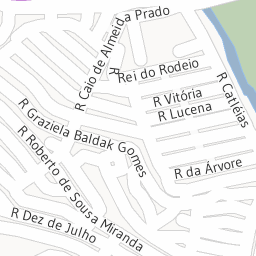 R Caio de Almeida Prado
R Rei do Rodeio
R Vitória
R Lucena
R Catléias
R Graziela Baldak Gomes
R Roberto de Sousa Miranda
R da Árvore
R Dez de Julho